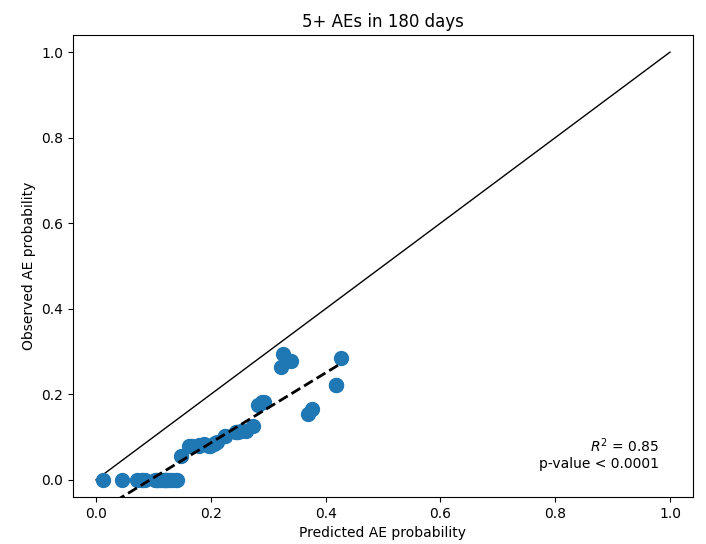 5+ AEs in 180 days
1.0
0.8
0.6
0.4
0.2
0.0
Observed AE probability
R² = 0.85
p-value < 0.0001
0.0 0.2 0.4 0.6 0.8 1.0
Predicted AE probability